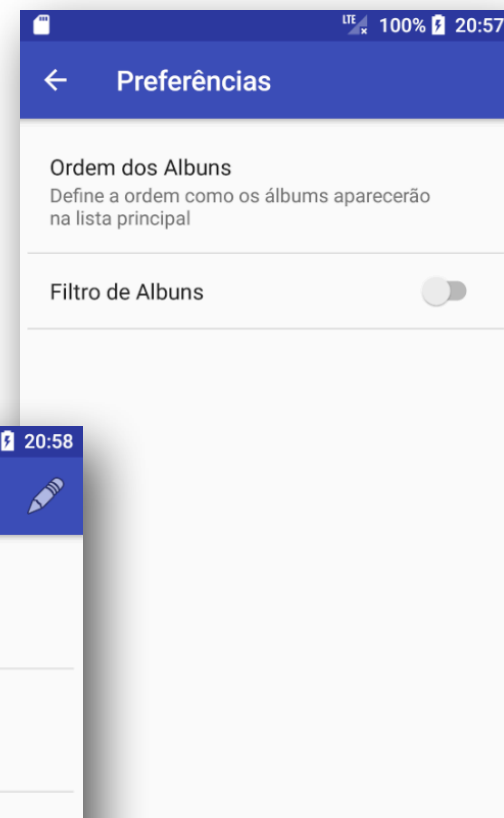 LTE 100% 20:57
Preferências
Ordem dos Albuns
Define a ordem como os álbums aparecerão
na lista principal
Filtro de Albuns
20:58